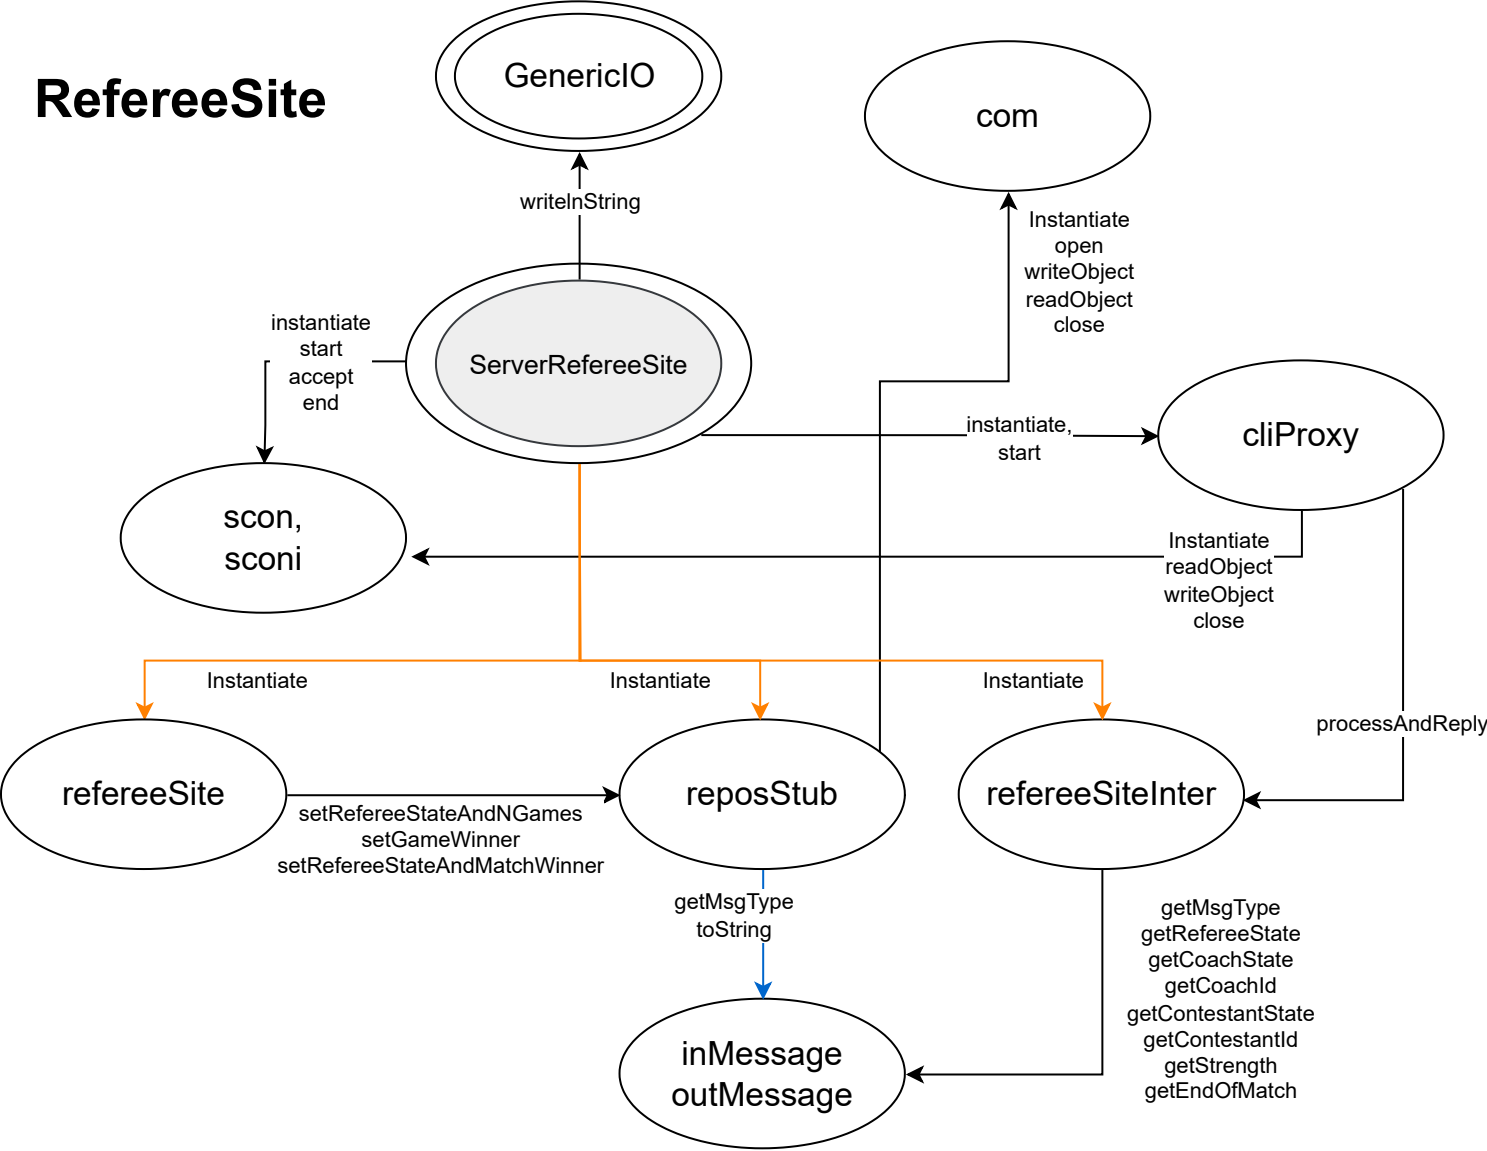 RefereeSite
GenericIO
com
writelnString
Instantiate
open
writeObject
readObject
close
instantiate
start
accept
end
ServerRefereeSite
instantiate,
start
cliProxy
scon,
sconi
Instantiate
readObject
writeObject
close
Instantiate
Instantiate
Instantiate
processAndReply
refereeSite
reposStub
refereeSiteInter
setRefereeStateAndNGames
setGameWinner
setRefereeStateAndMatchWinner
getMsgType
toString
getMsgType
getRefereeState
getCoachState
getCoachId
getContestantState
getContestantId
getStrength
getEndOfMatch
inMessage
outMessage